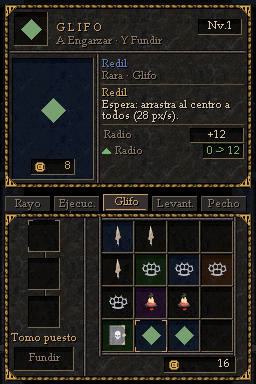 GLIFO
Nv.1
A Engarzar · Y Fundir
Redil
Rara · Glifo
Redil
Espera: arrastra al centro a
todos (28 px/s).
Radio +12
Radio 0 -> 12
8
Rayo Ejecuc. Glifo Levant. Pecho
Tomo puesto
Fundir
16